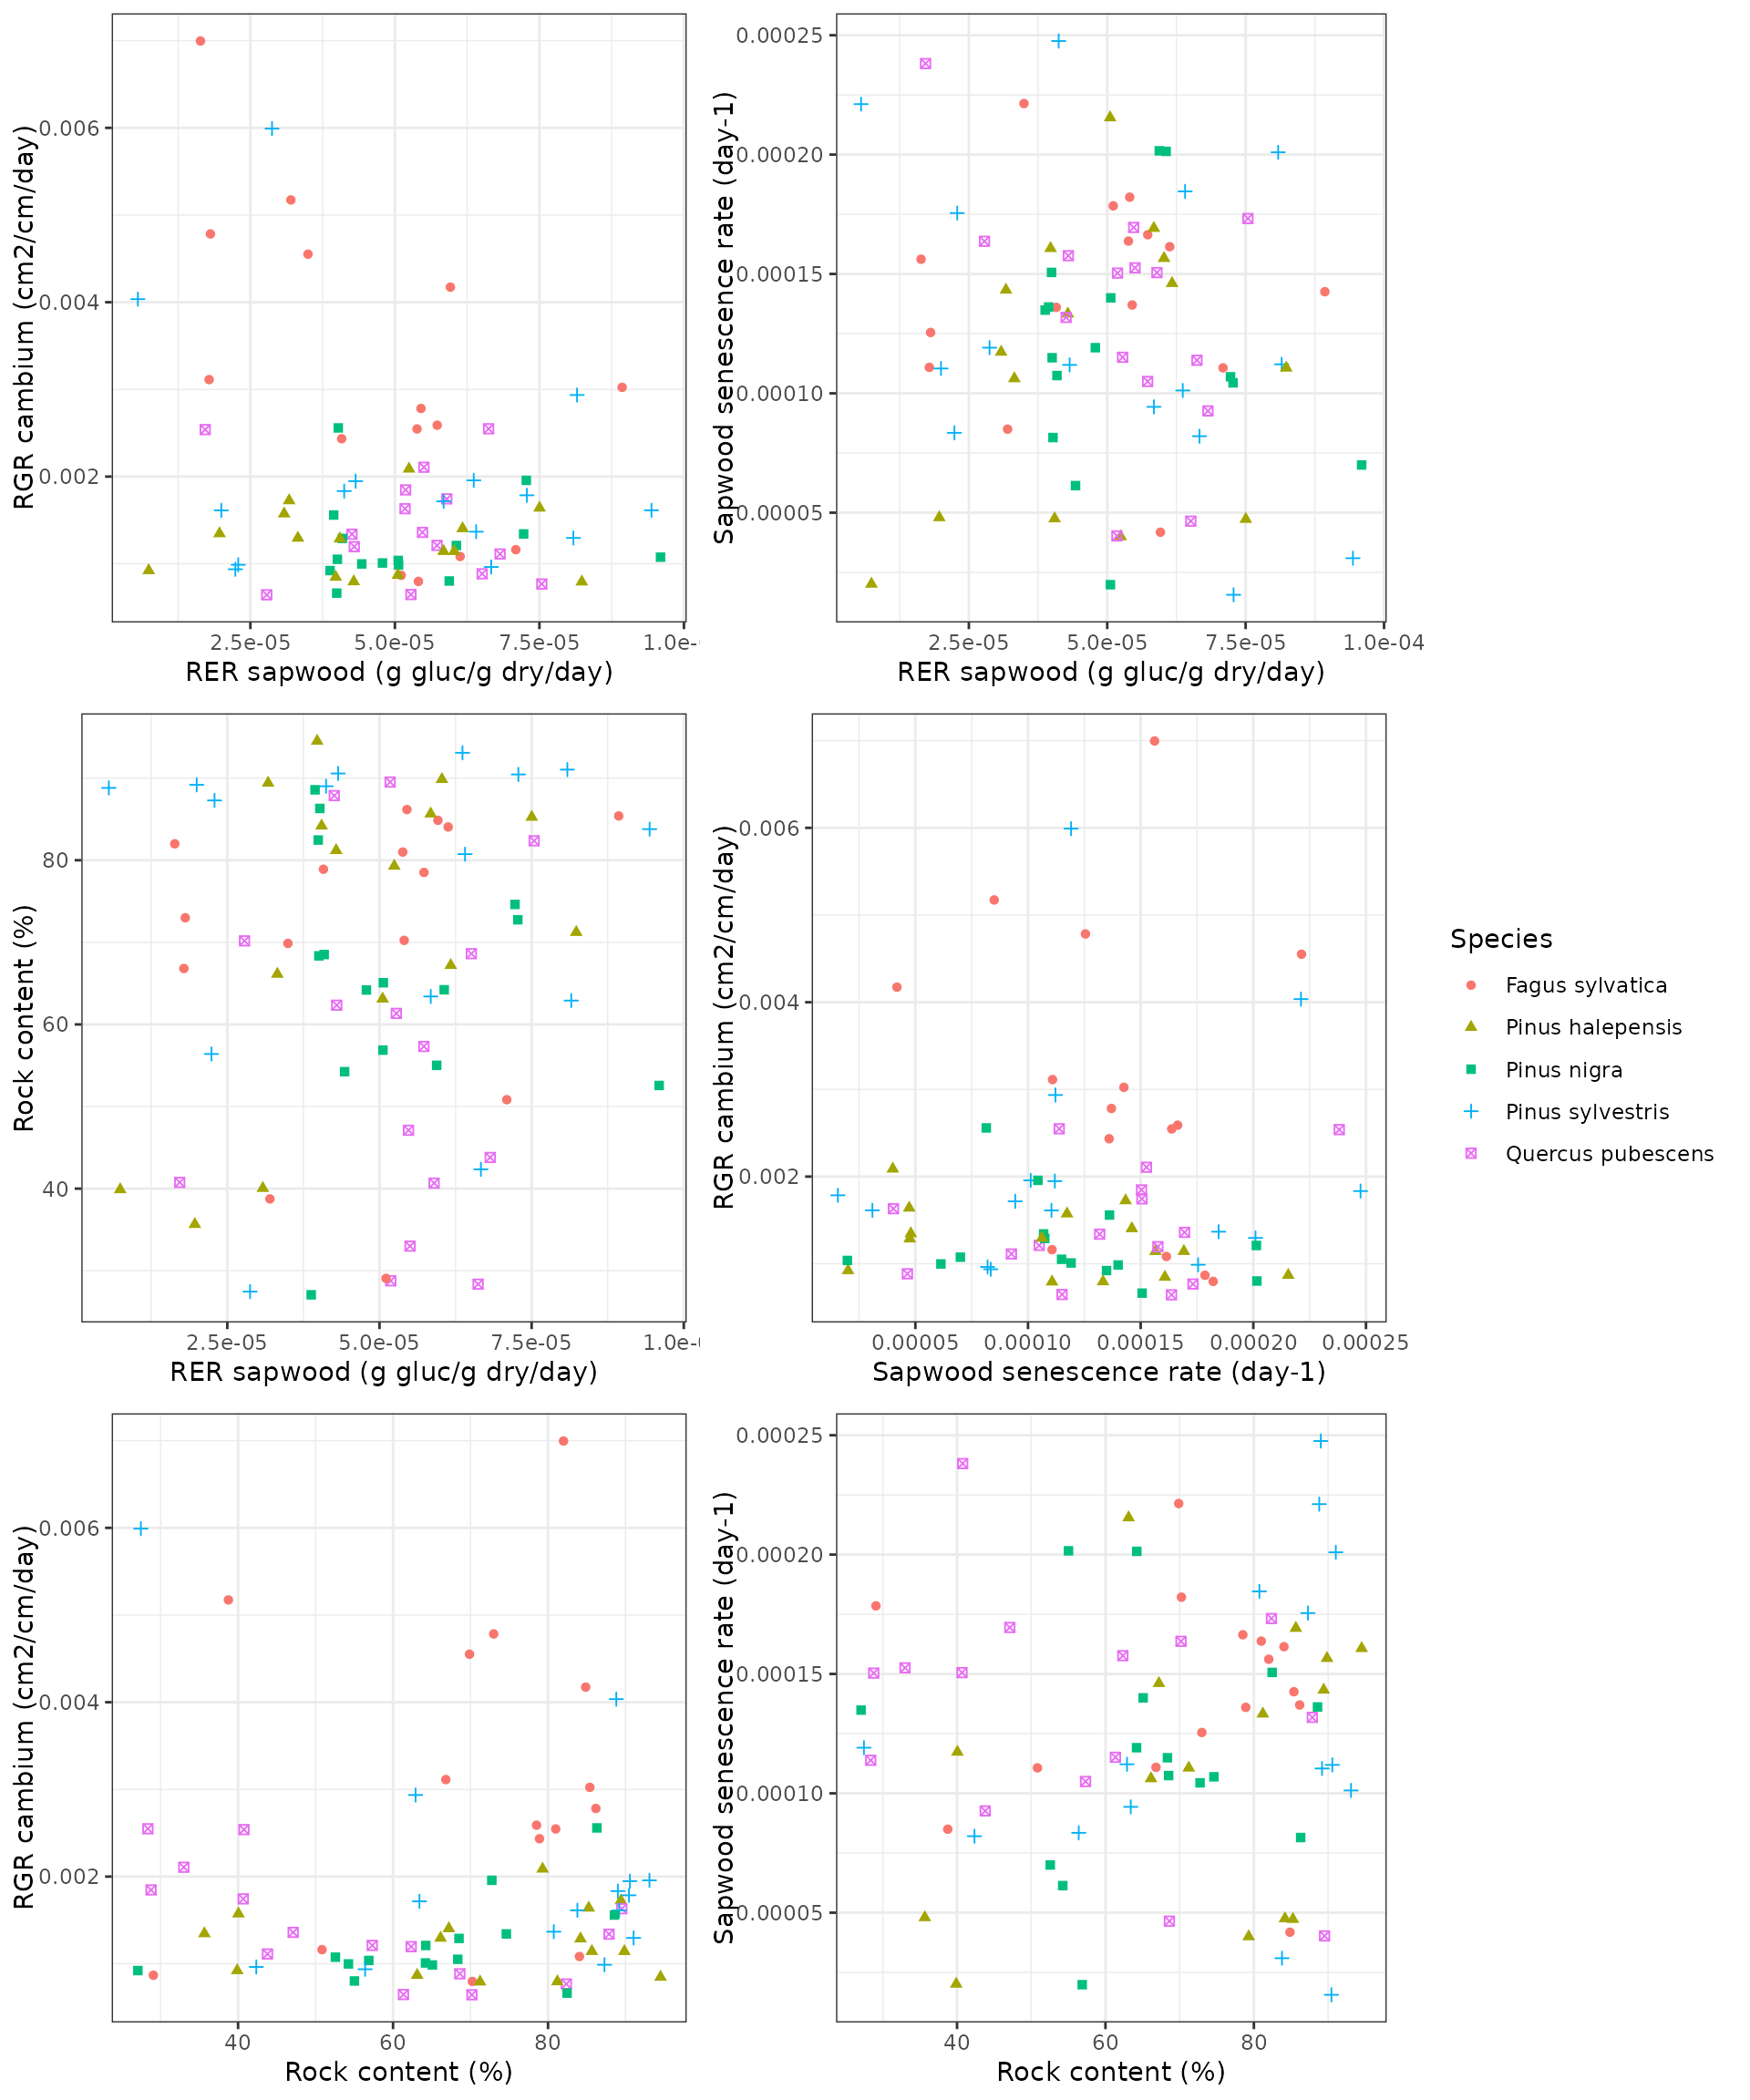 0.006
0.004
0.002
RGR cambium (cm2/cm/day)
2.5e-05 5.0e-05 7.5e-05 1.0e-
RER sapwood (g gluc/g dry/day)
0.00025
0.00020
0.00015
0.00010
0.00005
Sapwood senescence rate (day-1)
2.5e-05 5.0e-05 7.5e-05 1.0e-04
RER sapwood (g gluc/g dry/day)
80
60
40
Rock content (%)
2.5e-05 5.0e-05 7.5e-05 1.0e-
RER sapwood (g gluc/g dry/day)
0.006
0.004
0.002
RGR cambium (cm2/cm/day)
0.00005 0.00010 0.00015 0.00020 0.00025
Sapwood senescence rate (day-1)
Species
Fagus sylvatica
Pinus halepensis
Pinus nigra
Pinus sylvestris
Quercus pubescens
0.006
0.004
0.002
RGR cambium (cm2/cm/day)
40 60 80
Rock content (%)
0.00025
0.00020
0.00015
0.00010
0.00005
Sapwood senescence rate (day-1)
40 60 80
Rock content (%)